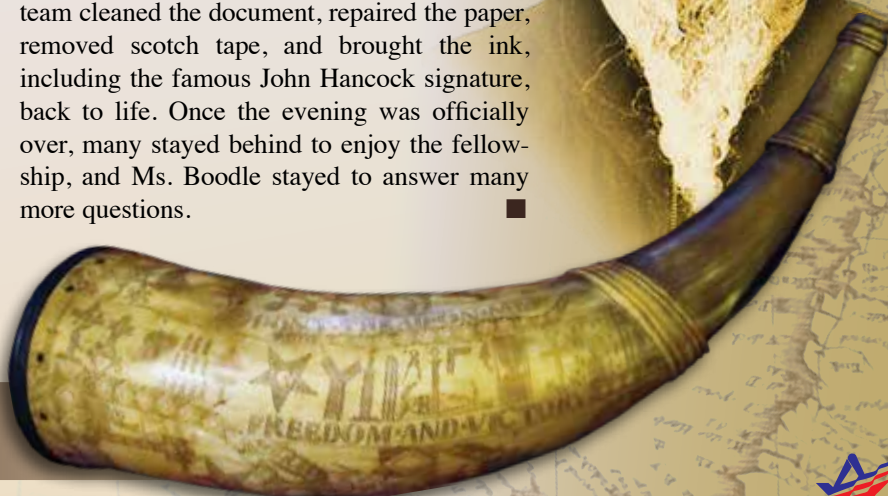 team cleaned the document, repaired the paper,
removed scotch tape, and brought the ink,
including the famous John Hancock signature,
back to life. Once the evening was officially
over, many stayed behind to enjoy the fellow-
ship, and Ms. Boodle stayed to answer many
more questions.
FREEDOM·AND·VICTORY